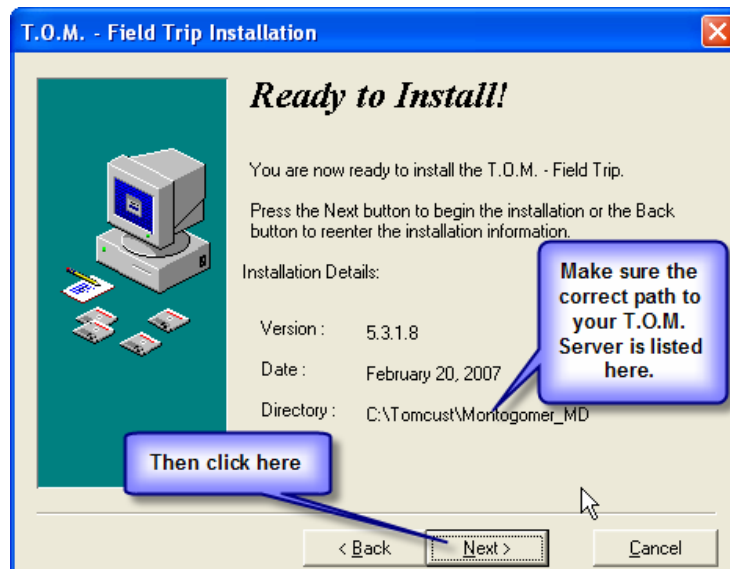 T.O.M. - Field Trip Installation
Ready to Install!
You are now ready to install the T.O.M. - Field Trip.
Press the Next button to begin the installation or the Back
button to reenter the installation information.
Installation Details:
Make sure the
correct path to
your T.O.M.
Server is listed
here.
Version : 5.3.1.8
Date : February 20, 2007
Directory : C:\Tomcust\Montogomer_MD
Then click here
< Back Next > Cancel